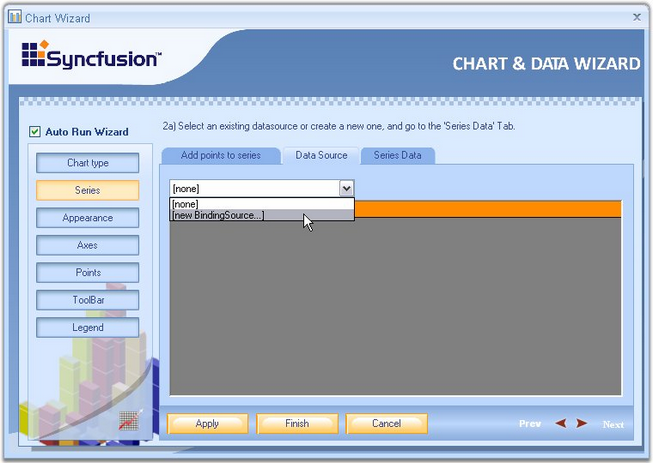 Chart Wizard
Syncfusion™
CHART & DATA WIZARD
Auto Run Wizard
2a) Select an existing datasource or create a new one, and go to the 'Series Data' Tab.
Add points to series
Data Source
Series Data
Chart type
Series
Appearance
Axes
Points
ToolBar
Legend
[none]
[none]
[new BindingSource...]
Apply
Finish
Cancel
Prev
Next